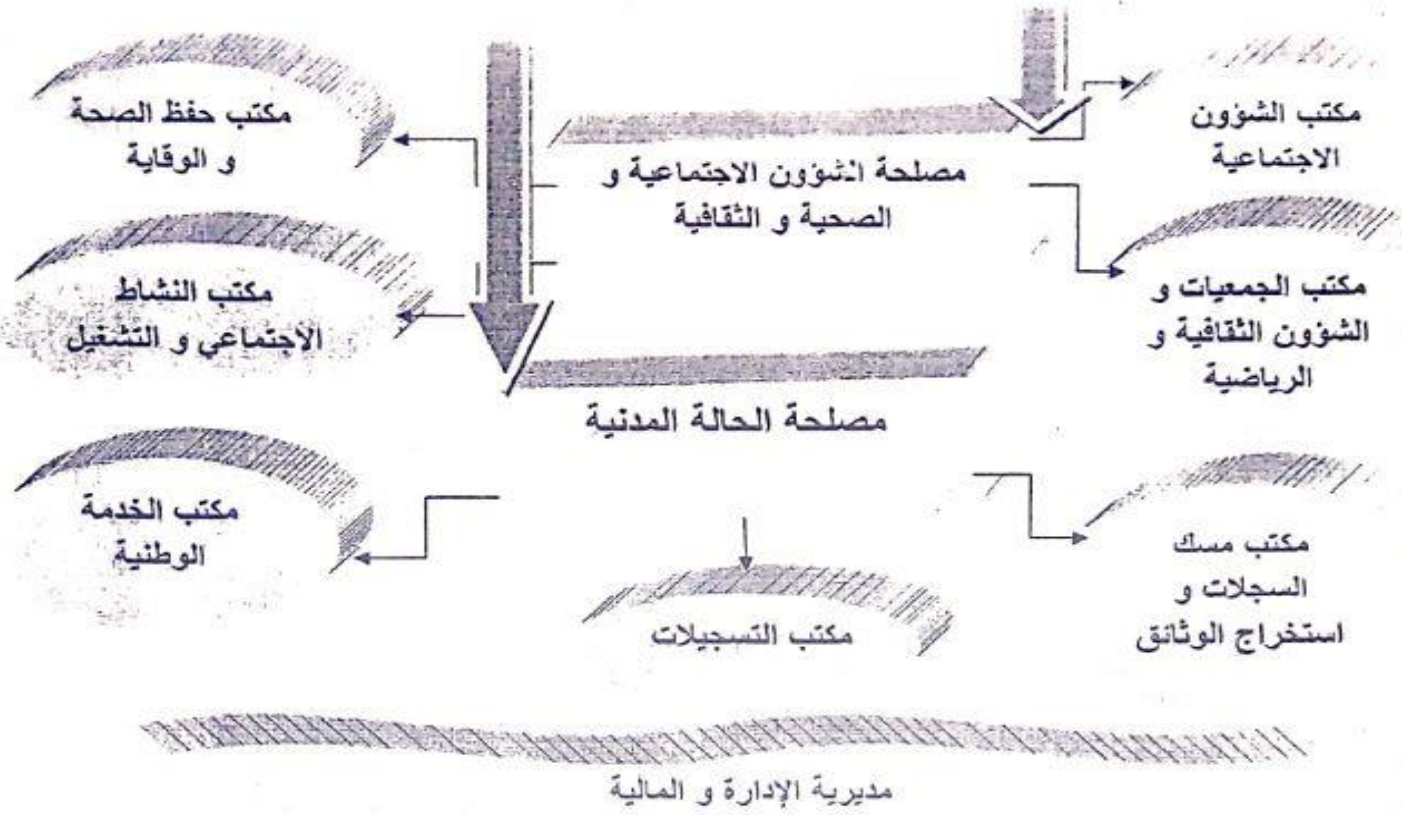 مكتب الشؤون
الاجتماعية
مصلحة الشؤون الاجتماعية و
الصحية و الثقافية
مكتب حفظ الصحة
و الوقاية
مكتب الجمعيات و
الشؤون الثقافية و
الرياضية
مكتب النشاط
الاجتماعي و التشغيل
مصلحة الحالة المدنية
مكتب مسك
السجلات و
استخراج الوثائق
مكتب التسجيلات
مكتب الخدمة
الوطنية
مديرية الإدارة و المالية